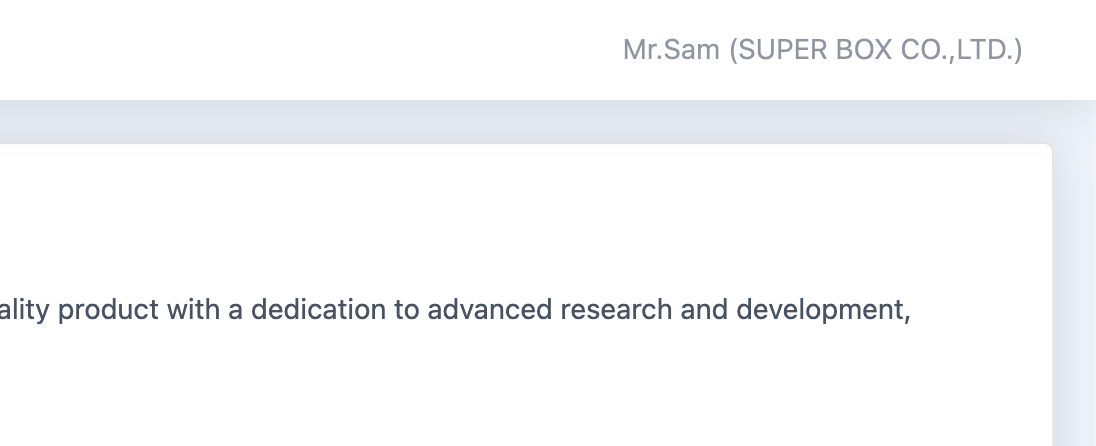 Mr.Sam (SUPER BOX CO.,LTD.)
ality product with a dedication to advanced research and development,